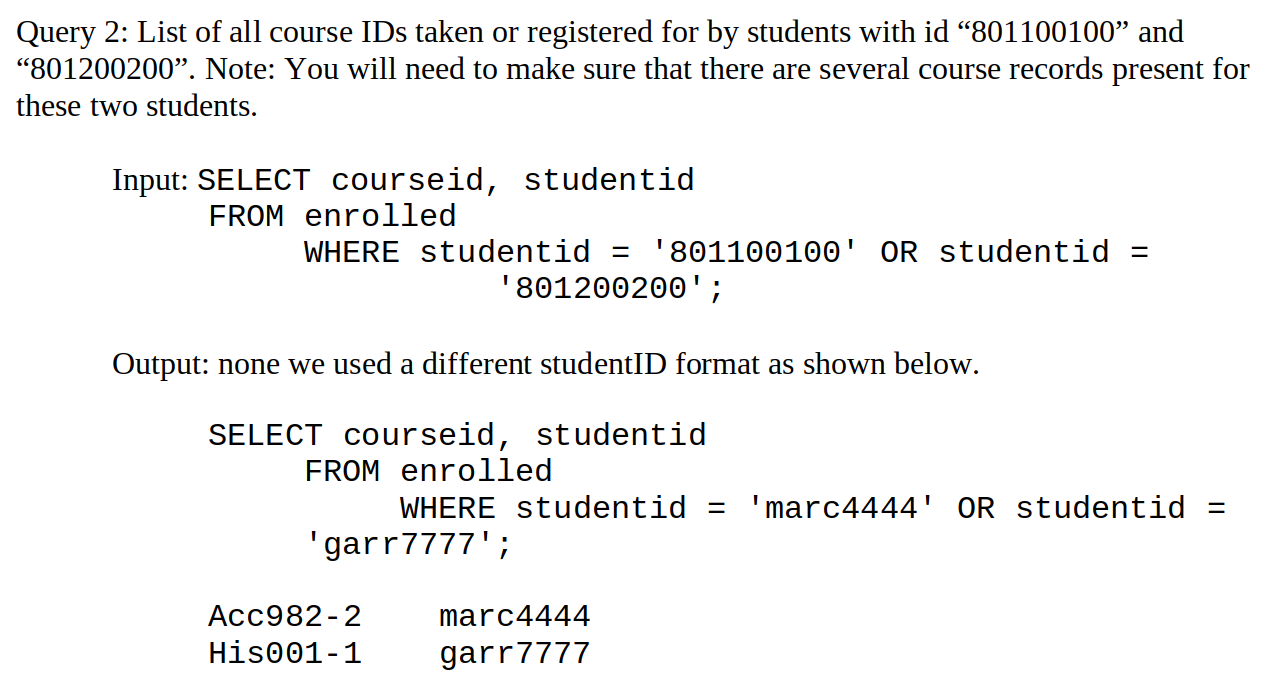 Query 2: List of all course IDs taken or registered for by students with id “801100100” and
“801200200”. Note: You will need to make sure that there are several course records present for
these two students.
Input: SELECT courseid, studentid
FROM enrolled
WHERE studentid = '801100100' OR studentid =
'801200200';
Output: none we used a different studentID format as shown below.
SELECT courseid, studentid
FROM enrolled
WHERE studentid = 'marc4444' OR studentid =
'garr7777';
Acc982-2 marc4444
His001-1 garr7777